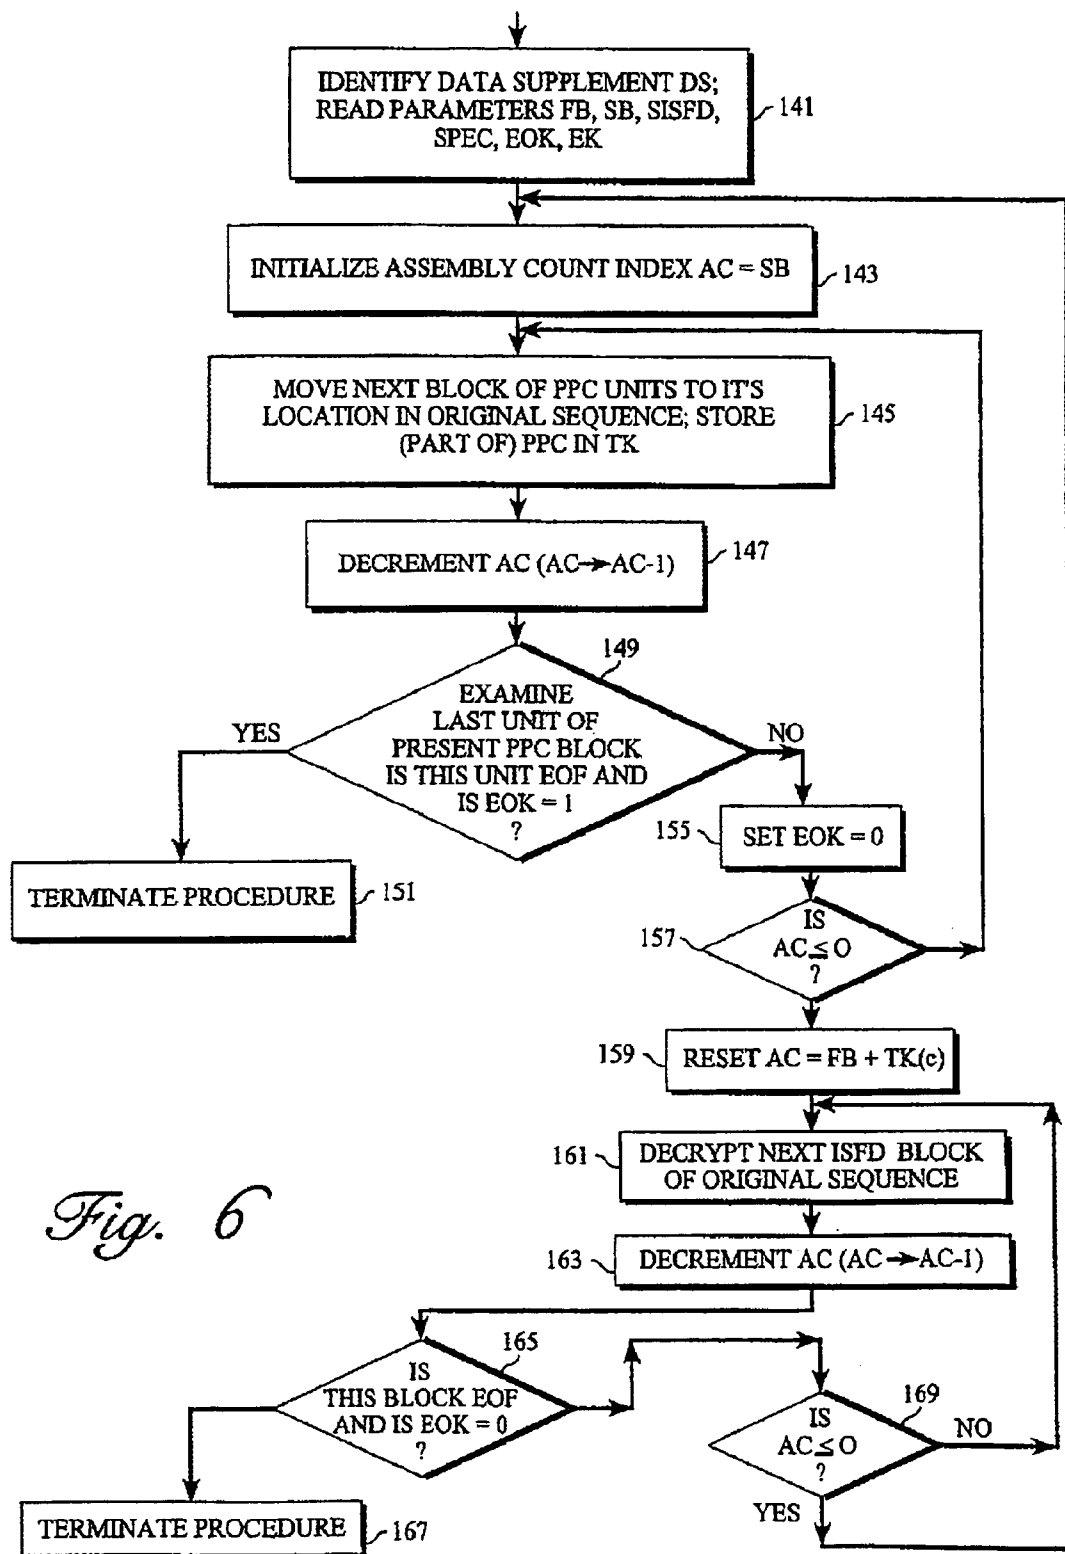 IDENTIFY DATA SUPPLEMENT DS;
READ PARAMETERS FB, SB, SISFD,
SPEC, EOK, EK
141
INITIALIZE ASSEMBLY COUNT INDEX AC = SB
143
MOVE NEXT BLOCK OF PPC UNITS TO IT'S
LOCATION IN ORIGINAL SEQUENCE; STORE
(PART OF) PPC IN TK
145
DECREMENT AC (AC→AC-1)
147
149
EXAMINE
LAST UNIT OF
PRESENT PPC BLOCK
IS THIS UNIT EOF AND
IS EOK = 1
?
YES
NO
TERMINATE PROCEDURE
151
155
SET EOK = 0
157
IS
AC ≤ O
?
159
RESET AC = FB + TK(c)
161
DECRYPT NEXT ISFD BLOCK
OF ORIGINAL SEQUENCE
163
DECREMENT AC (AC→AC-1)
Fig. 6
165
IS
THIS BLOCK EOF
AND IS EOK = 0
?
169
IS
AC ≤ O
?
NO
YES
TERMINATE PROCEDURE
167